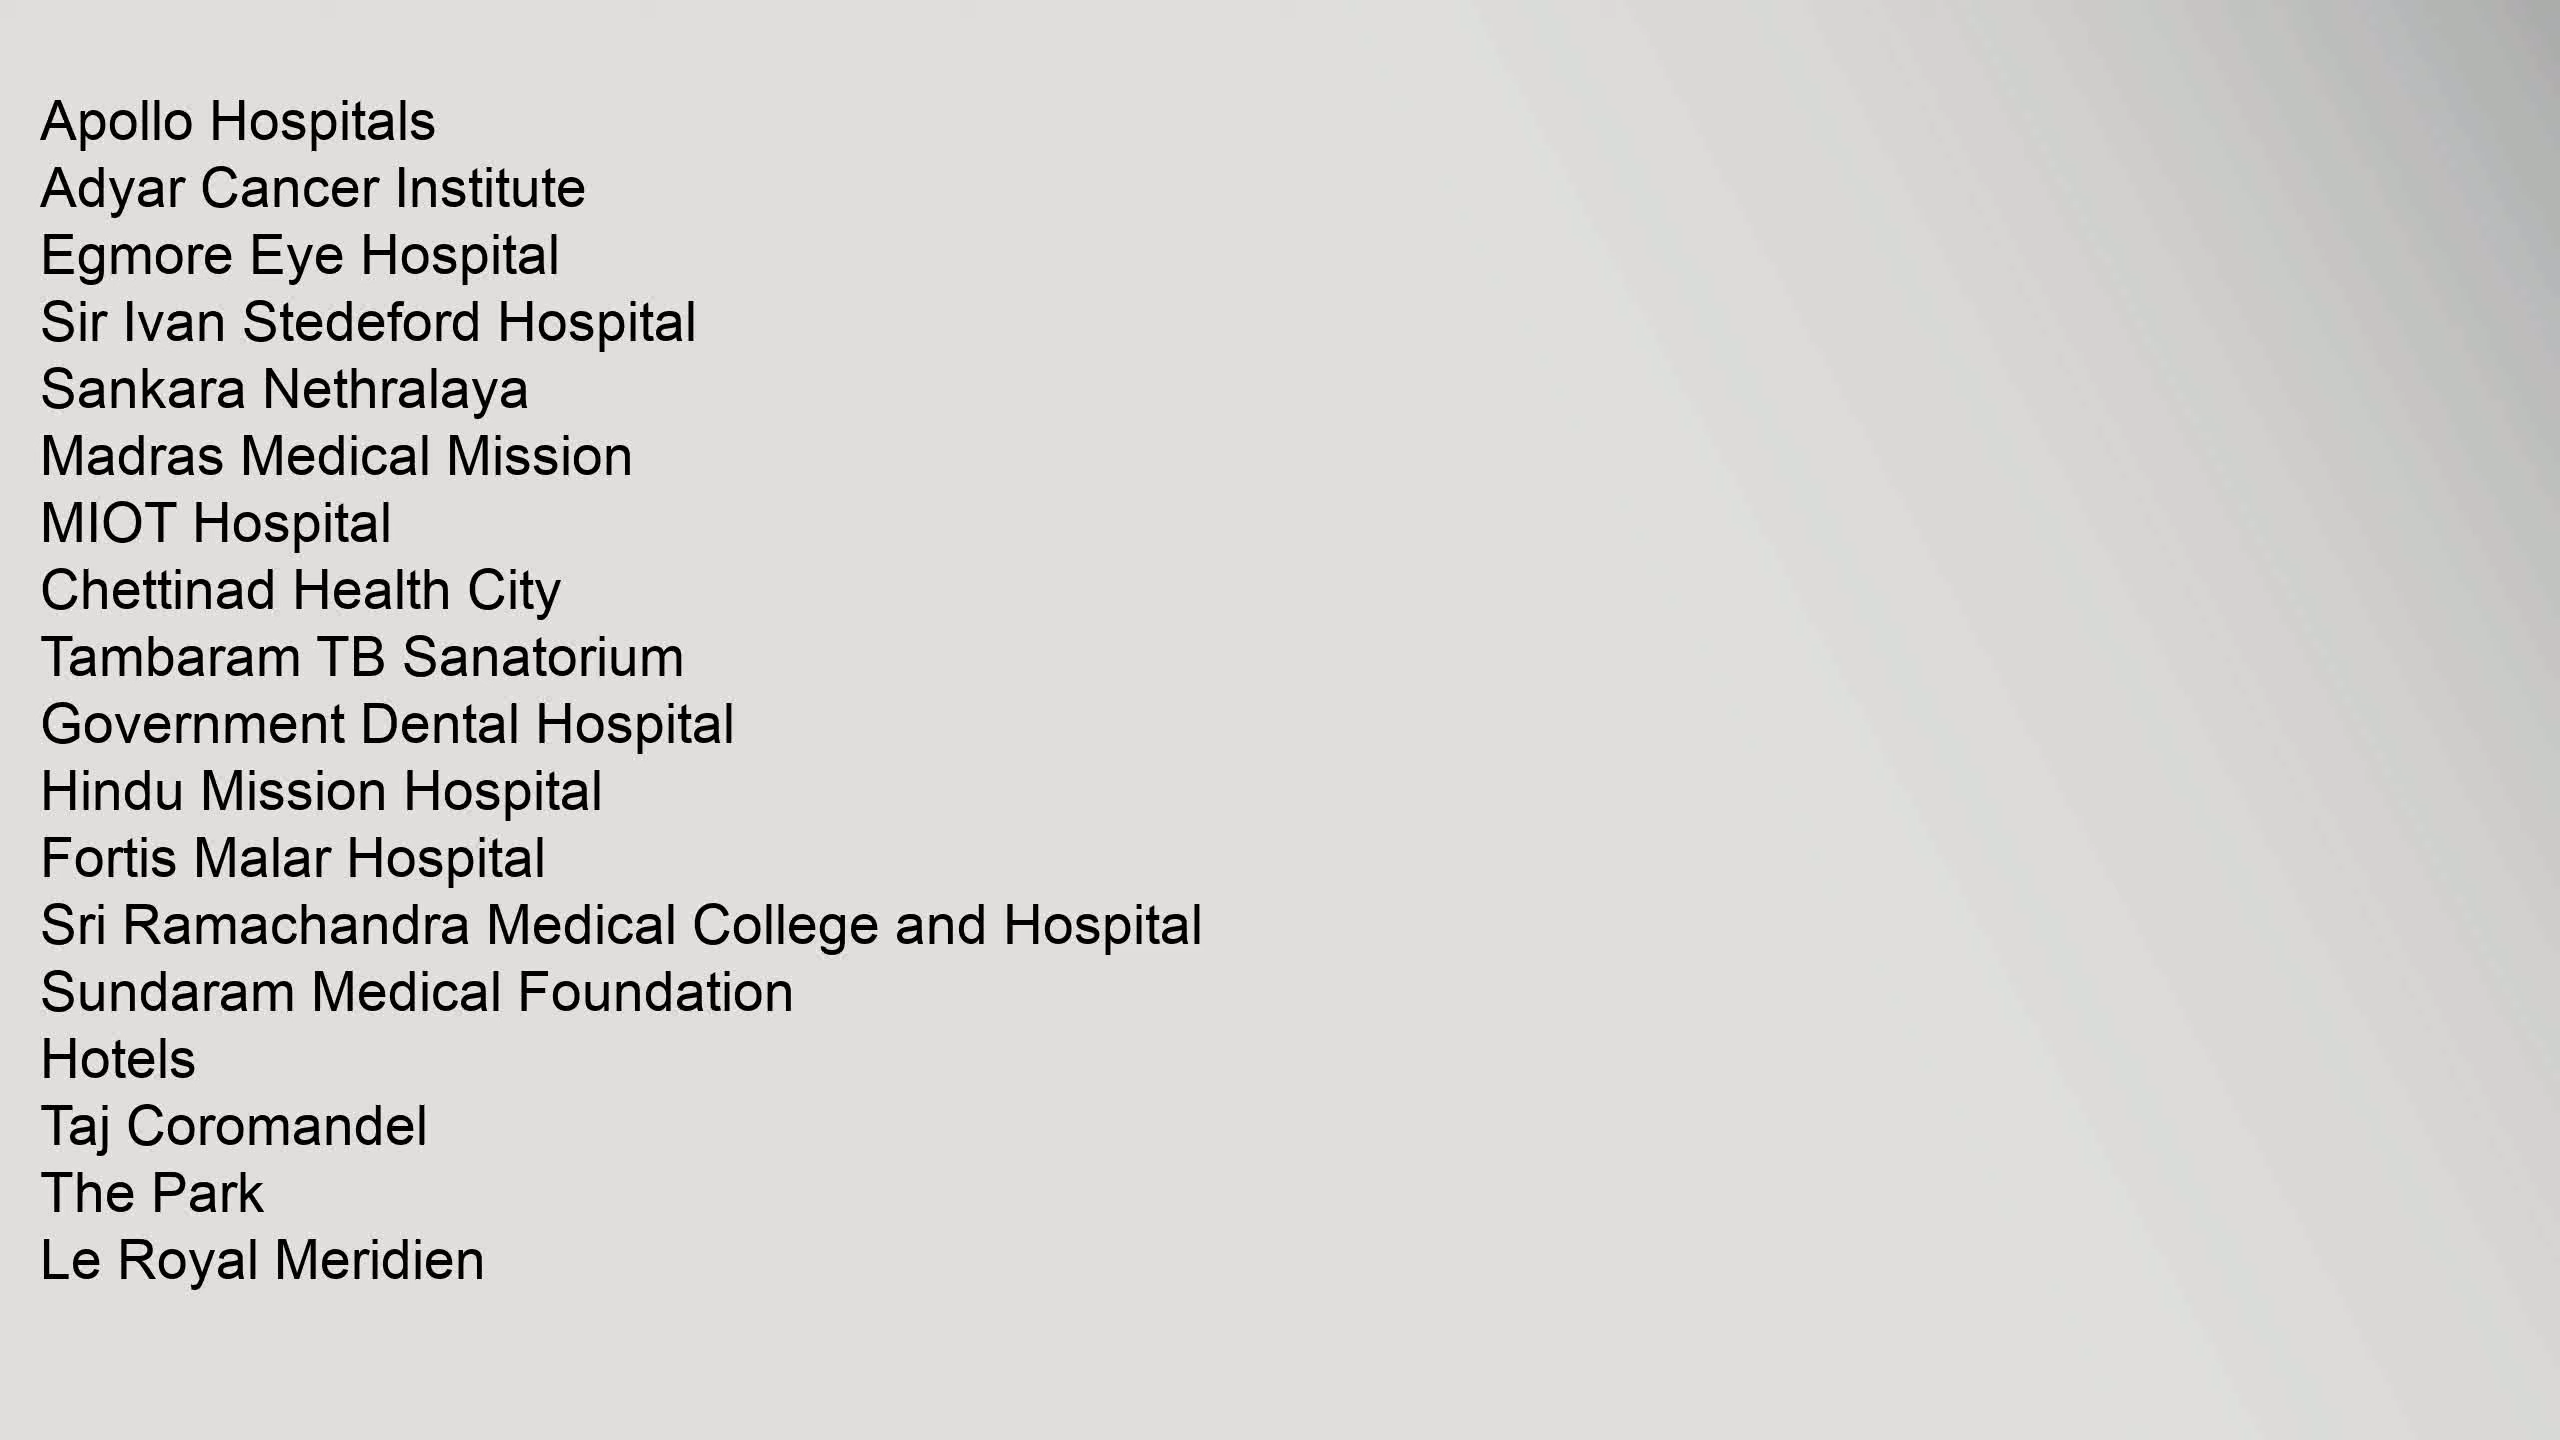 Apollo Hospitals
Adyar Cancer Institute
Egmore Eye Hospital
Sir Ivan Stedeford Hospital
Sankara Nethralaya
Madras Medical Mission
MIOT Hospital
Chettinad Health City
Tambaram TB Sanatorium
Government Dental Hospital
Hindu Mission Hospital
Fortis Malar Hospital
Sri Ramachandra Medical College and Hospital
Sundaram Medical Foundation
Hotels
Taj Coromandel
The Park
Le Royal Meridien